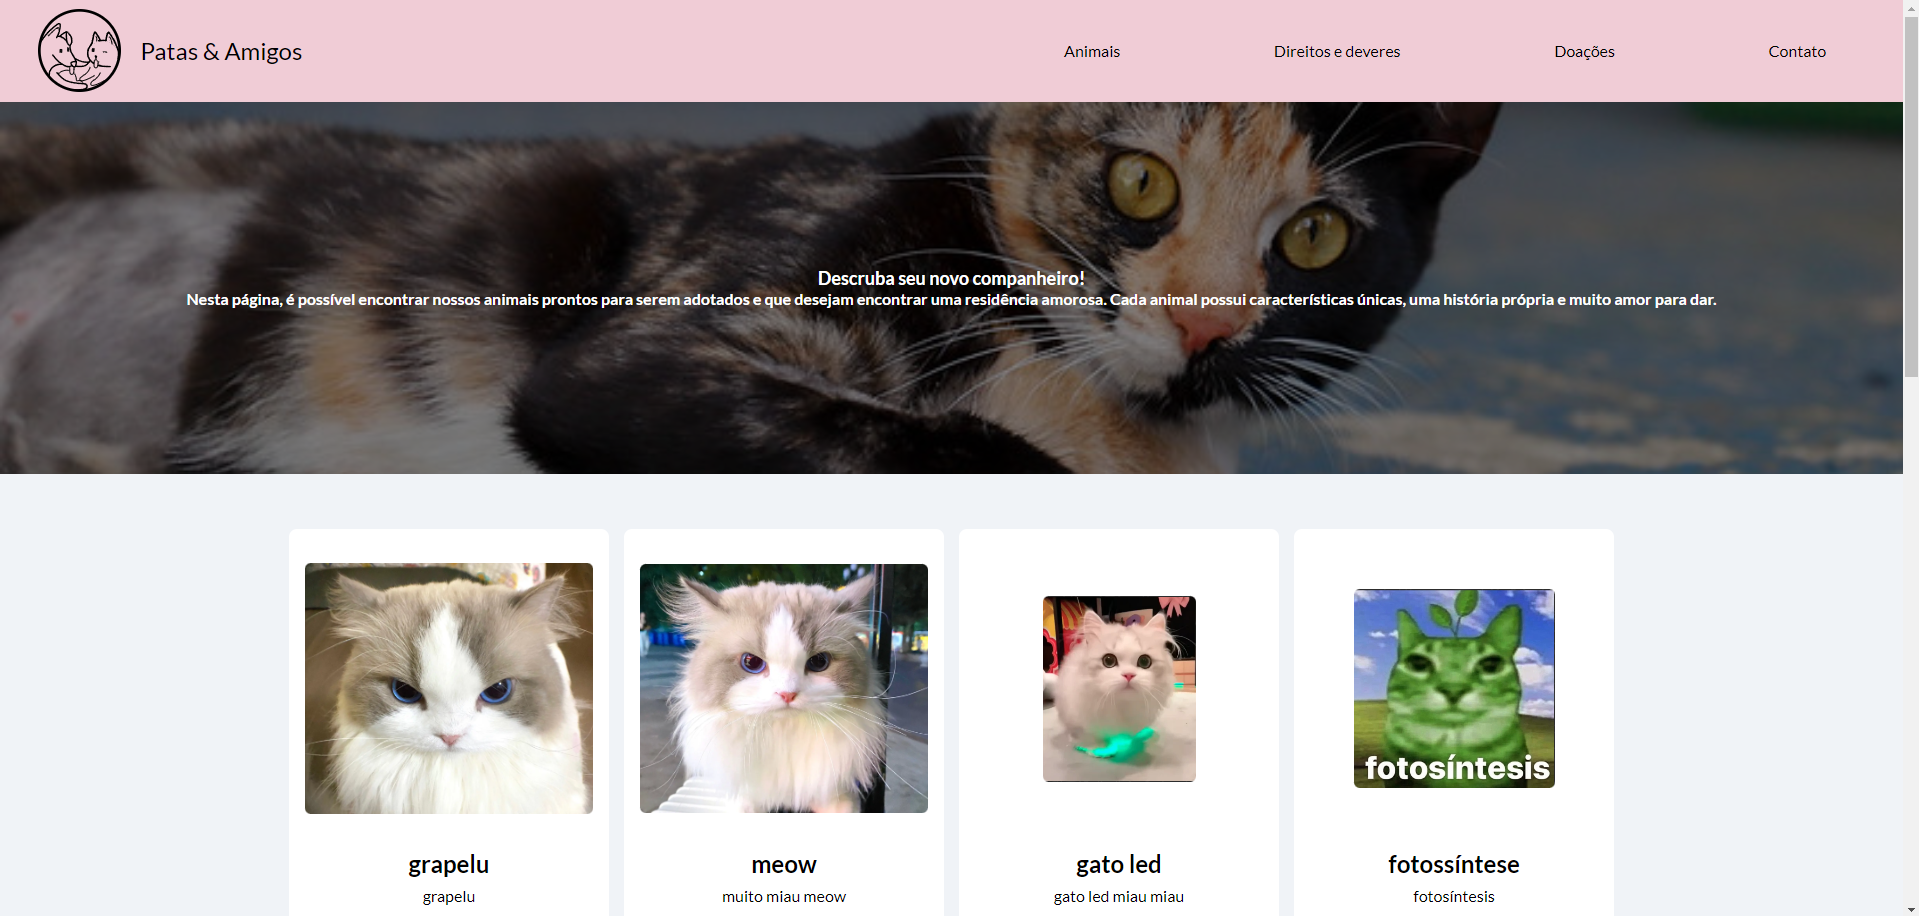 Patas & Amigos
Animais
Direitos e deveres
Doações
Contato
Descruba seu novo companheiro!
Nesta página, é possível encontrar nossos animais prontos para serem adotados e que desejam encontrar uma residência amorosa. Cada animal possui características únicas, uma história própria e muito amor para dar.
fotosíntesis
grapelu
meow
gato led
fotossíntese
grapelu
muito miau meow
gato led miau miau
fotosíntesis